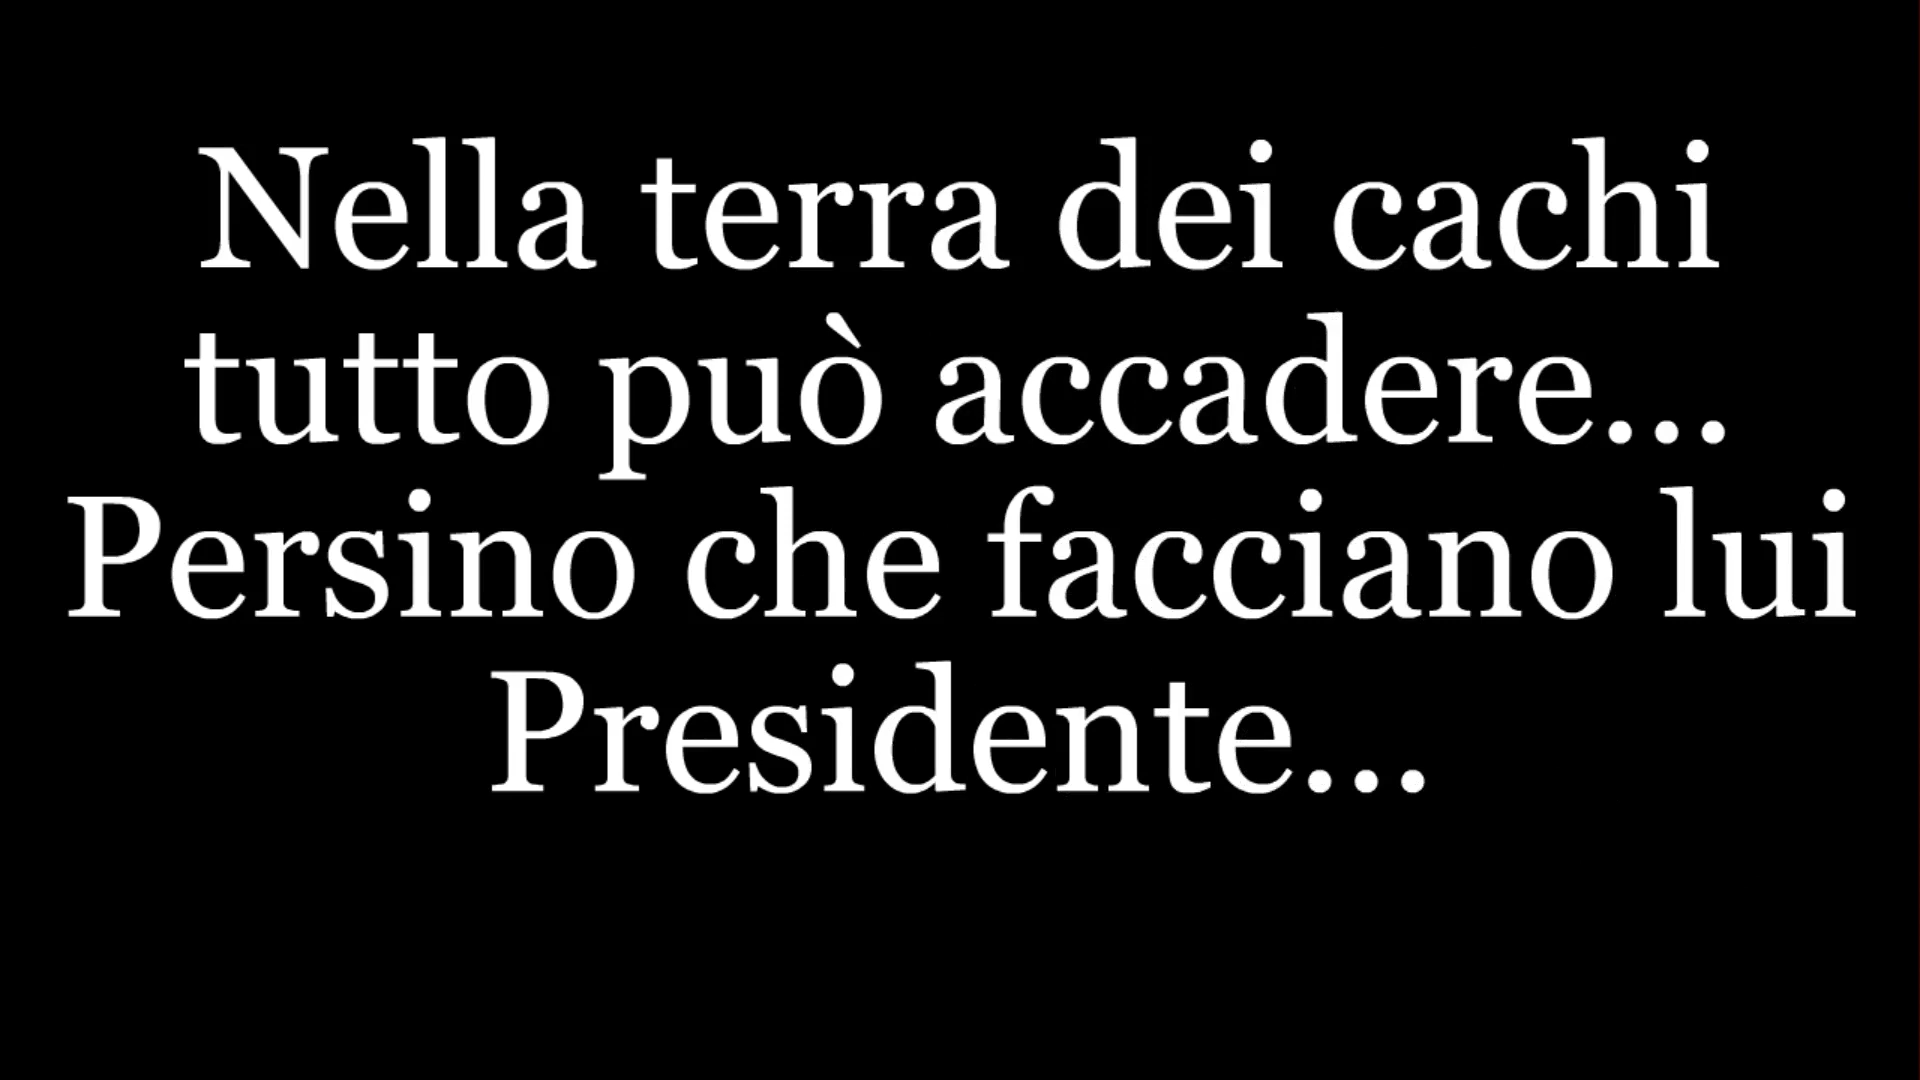 Nella terra dei cachi
tutto può accadere...
Persino che facciano lui
Presidente...